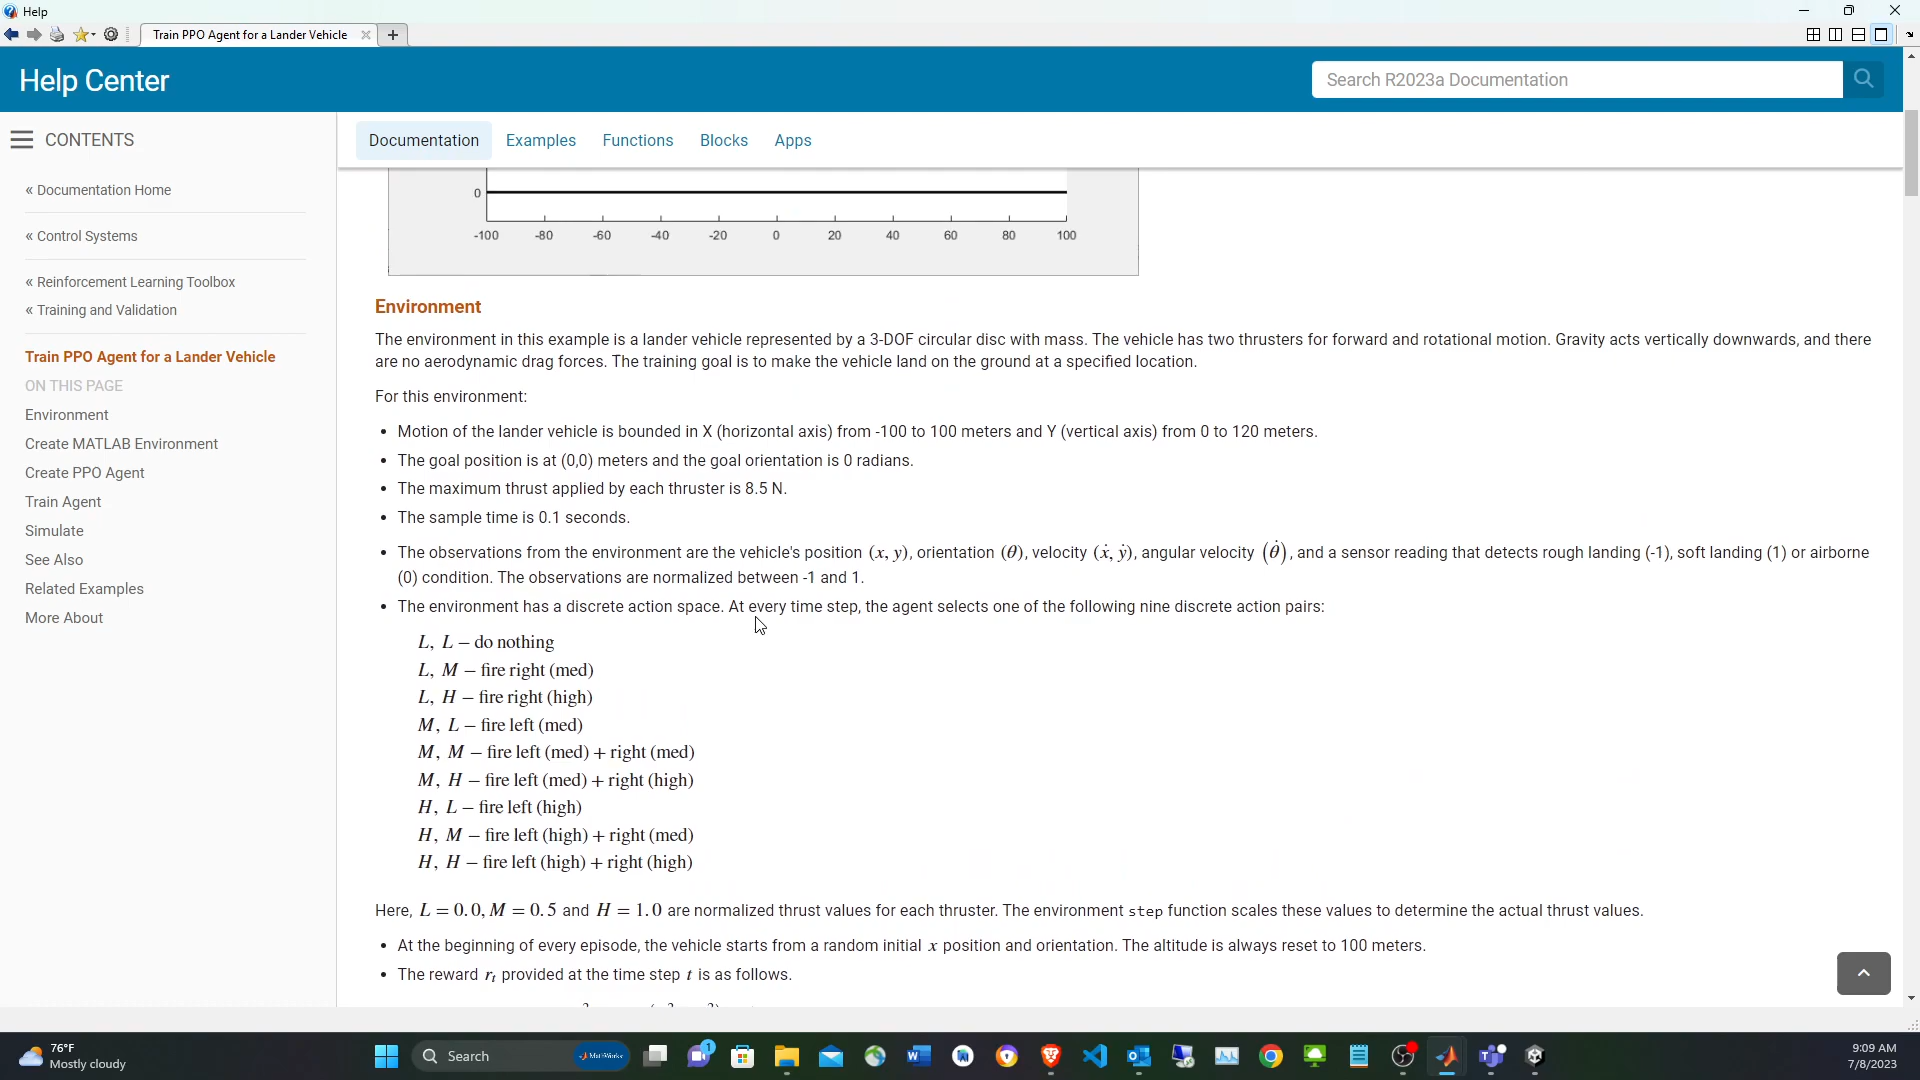 Help
Train PPO Agent for a Lander Vehicle
Help Center
Search R2023a Documentation
CONTENTS
Documentation Examples Functions Blocks Apps
« Documentation Home
« Control Systems
« Reinforcement Learning Toolbox
« Training and Validation
Train PPO Agent for a Lander Vehicle
ON THIS PAGE
Environment
Create MATLAB Environment
Create PPO Agent
Train Agent
Simulate
See Also
Related Examples
More About
0
-100 -80 -60 -40 -20 0 20 40 60 80 100
Environment
The environment in this example is a lander vehicle represented by a 3-DOF circular disc with mass. The vehicle has two thrusters for forward and rotational motion. Gravity acts vertically downwards, and there
are no aerodynamic drag forces. The training goal is to make the vehicle land on the ground at a specified location.
For this environment:
• Motion of the lander vehicle is bounded in X (horizontal axis) from -100 to 100 meters and Y (vertical axis) from 0 to 120 meters.
• The goal position is at (0,0) meters and the goal orientation is 0 radians.
• The maximum thrust applied by each thruster is 8.5 N.
• The sample time is 0.1 seconds.
• The observations from the environment are the vehicle's position (x, y), orientation (θ), velocity (ẋ, ẏ), angular velocity (θ̇), and a sensor reading that detects rough landing (-1), soft landing (1) or airborne
(0) condition. The observations are normalized between -1 and 1.
• The environment has a discrete action space. At every time step, the agent selects one of the following nine discrete action pairs:
L, L – do nothing
L, M – fire right (med)
L, H – fire right (high)
M, L – fire left (med)
M, M – fire left (med) + right (med)
M, H – fire left (med) + right (high)
H, L – fire left (high)
H, M – fire left (high) + right (med)
H, H – fire left (high) + right (high)
Here, L = 0.0, M = 0.5 and H = 1.0 are normalized thrust values for each thruster. The environment step function scales these values to determine the actual thrust values.
• At the beginning of every episode, the vehicle starts from a random initial x position and orientation. The altitude is always reset to 100 meters.
• The reward rₜ provided at the time step t is as follows.
76°F
Mostly cloudy
Search
MathWorks
1
9:09 AM
7/8/2023